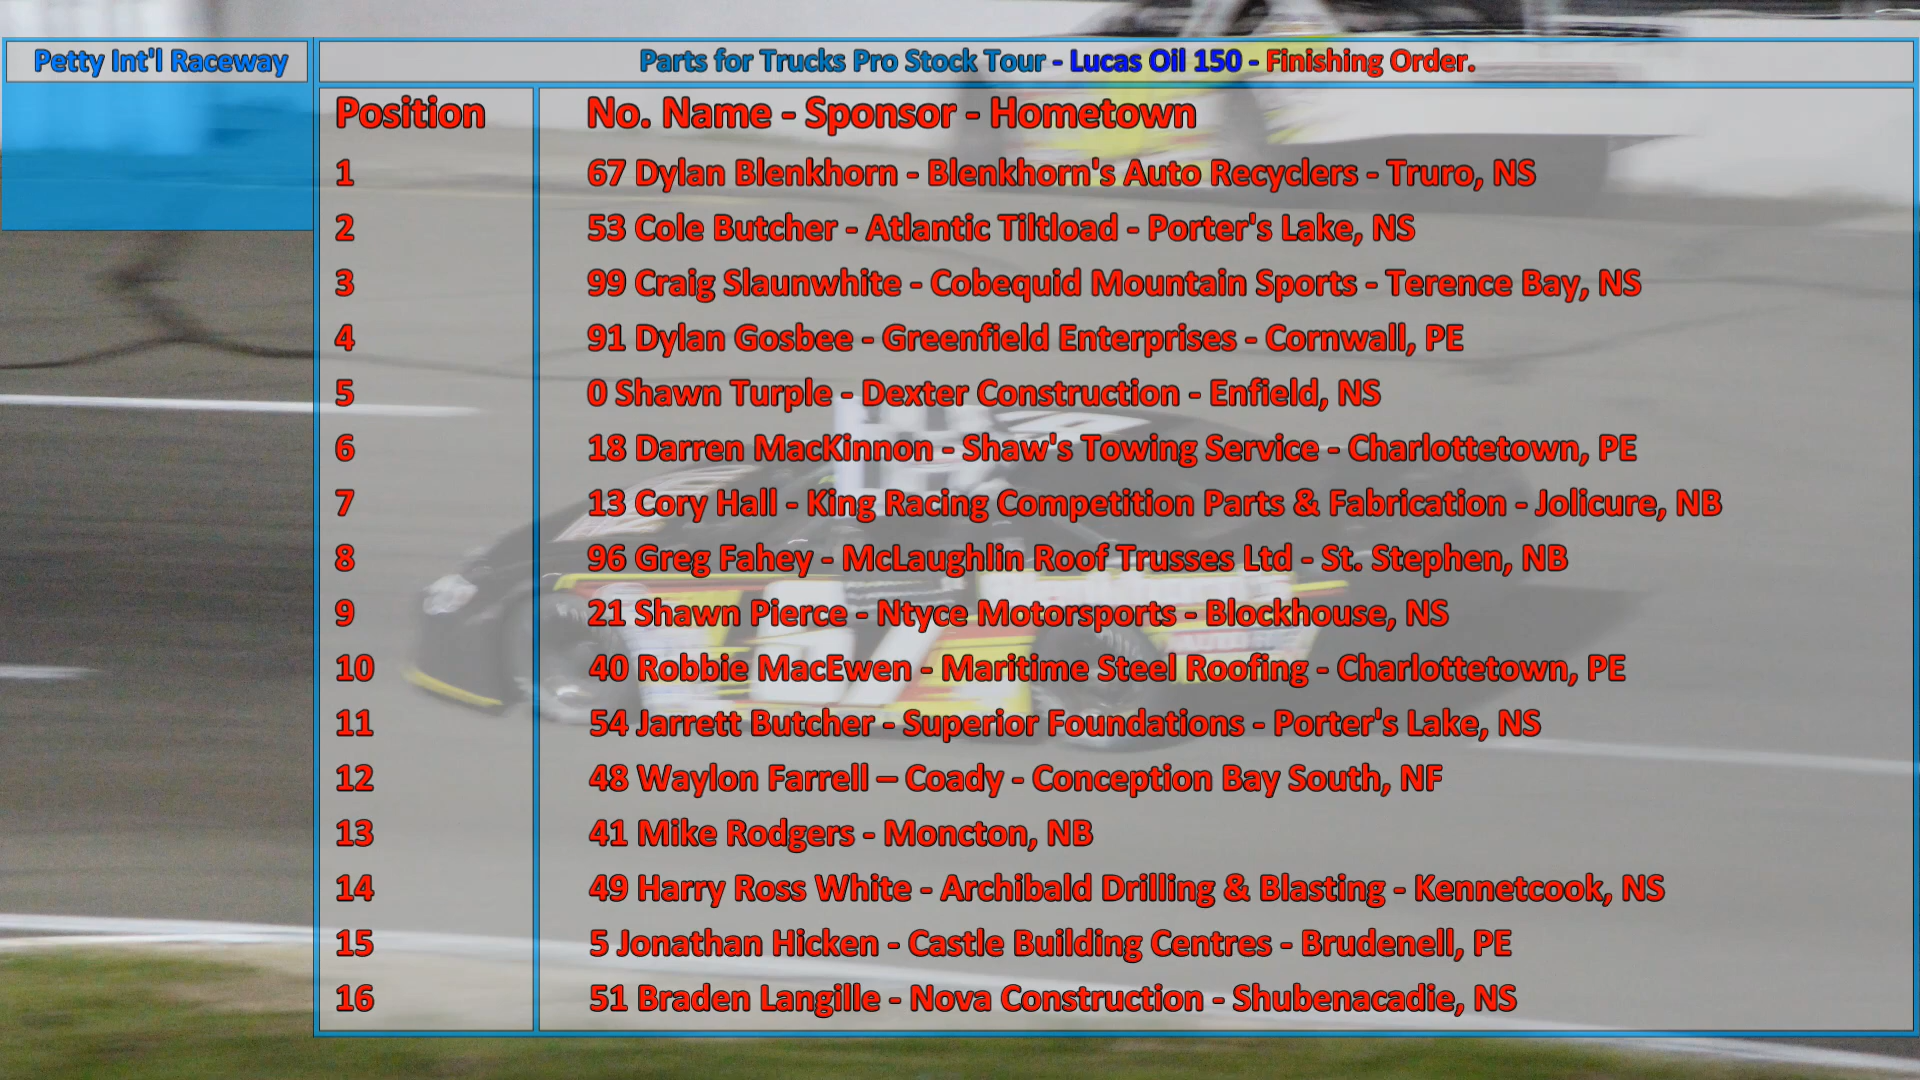 Petty Int'l Raceway
Parts for Trucks Pro Stock Tour - Lucas Oil 150 - Finishing Order.
Position No. Name - Sponsor - Hometown
1 67 Dylan Blenkhorn - Blenkhorn's Auto Recyclers - Truro, NS
2 53 Cole Butcher - Atlantic Tiltload - Porter's Lake, NS
3 99 Craig Slaunwhite - Cobequid Mountain Sports - Terence Bay, NS
4 91 Dylan Gosbee - Greenfield Enterprises - Cornwall, PE
5 0 Shawn Turple - Dexter Construction - Enfield, NS
6 18 Darren MacKinnon - Shaw's Towing Service - Charlottetown, PE
7 13 Cory Hall - King Racing Competition Parts & Fabrication - Jolicure, NB
8 96 Greg Fahey - McLaughlin Roof Trusses Ltd - St. Stephen, NB
9 21 Shawn Pierce - Ntyce Motorsports - Blockhouse, NS
10 40 Robbie MacEwen - Maritime Steel Roofing - Charlottetown, PE
11 54 Jarrett Butcher - Superior Foundations - Porter's Lake, NS
12 48 Waylon Farrell – Coady - Conception Bay South, NF
13 41 Mike Rodgers - Moncton, NB
14 49 Harry Ross White - Archibald Drilling & Blasting - Kennetcook, NS
15 5 Jonathan Hicken - Castle Building Centres - Brudenell, PE
16 51 Braden Langille - Nova Construction - Shubenacadie, NS